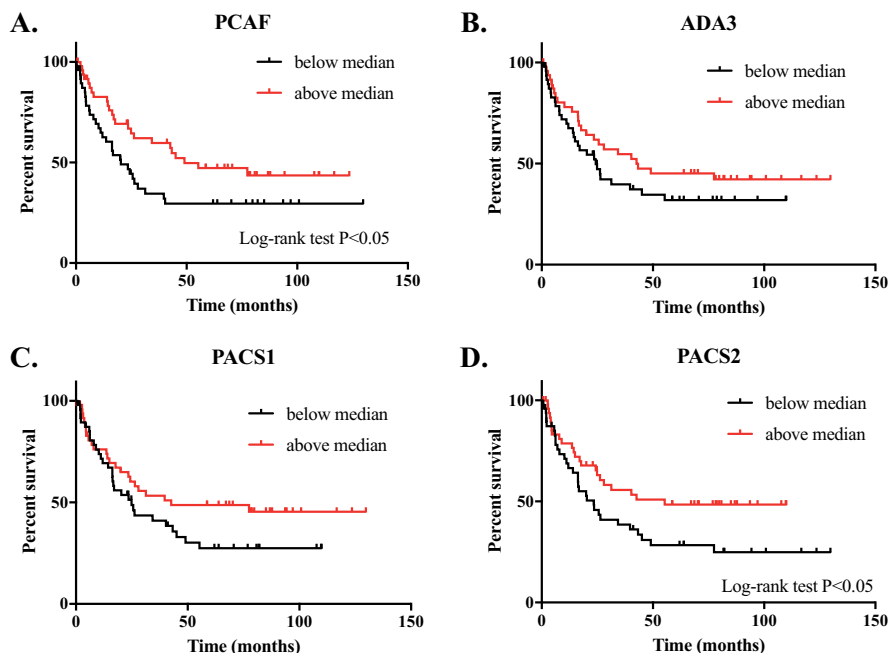 A.
PCAF
100
50
0
Percent survival
below median
above median
Log-rank test P<0.05
0
50
100
150
Time (months)
B.
ADA3
100
50
0
Percent survival
below median
above median
0
50
100
150
Time (months)
C.
PACS1
100
50
0
Percent survival
below median
above median
0
50
100
150
Time (months)
D.
PACS2
100
50
0
Percent survival
below median
above median
Log-rank test P<0.05
0
50
100
150
Time (months)